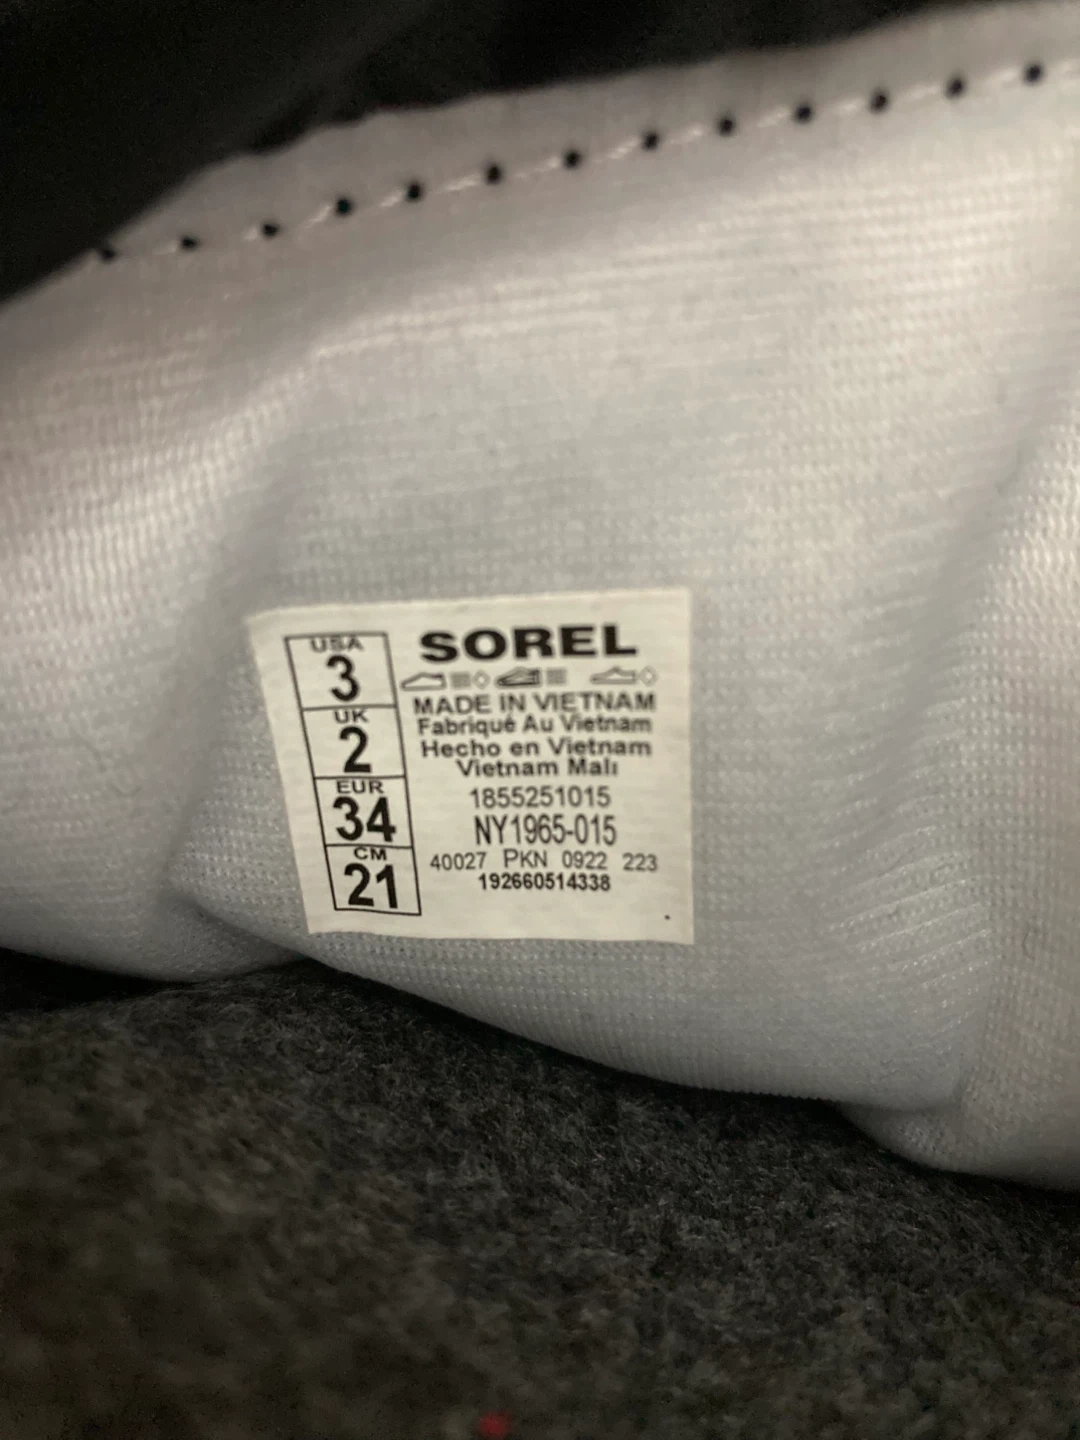 USA
3
UK
2
EUR
34
CM
21
SOREL
MADE IN VIETNAM
Fabriqué Au Vietnam
Hecho en Vietnam
Vietnam Malı
1855251015
NY1965-015
40027 PKN 0922 223
192660514338